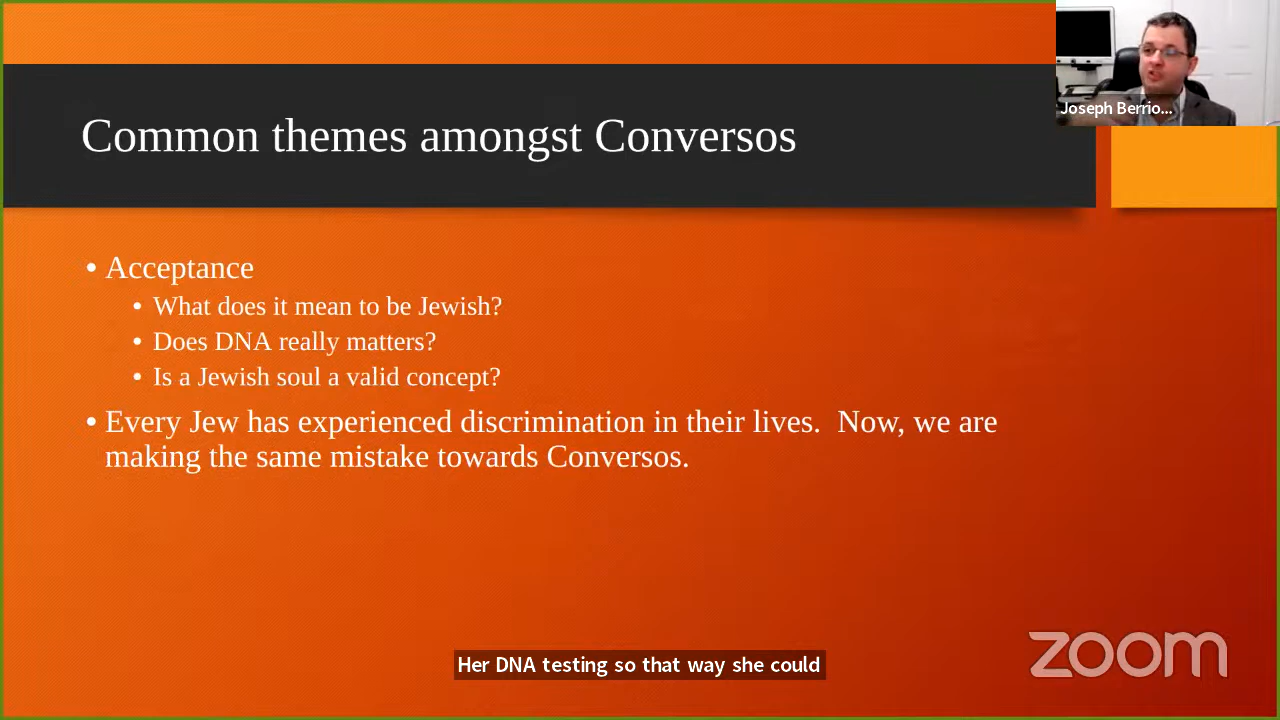 Joseph Berrio...
Common themes amongst Conversos
• Acceptance
• What does it mean to be Jewish?
• Does DNA really matters?
• Is a Jewish soul a valid concept?
• Every Jew has experienced discrimination in their lives.  Now, we are
making the same mistake towards Conversos.
Her DNA testing so that way she could
zoom